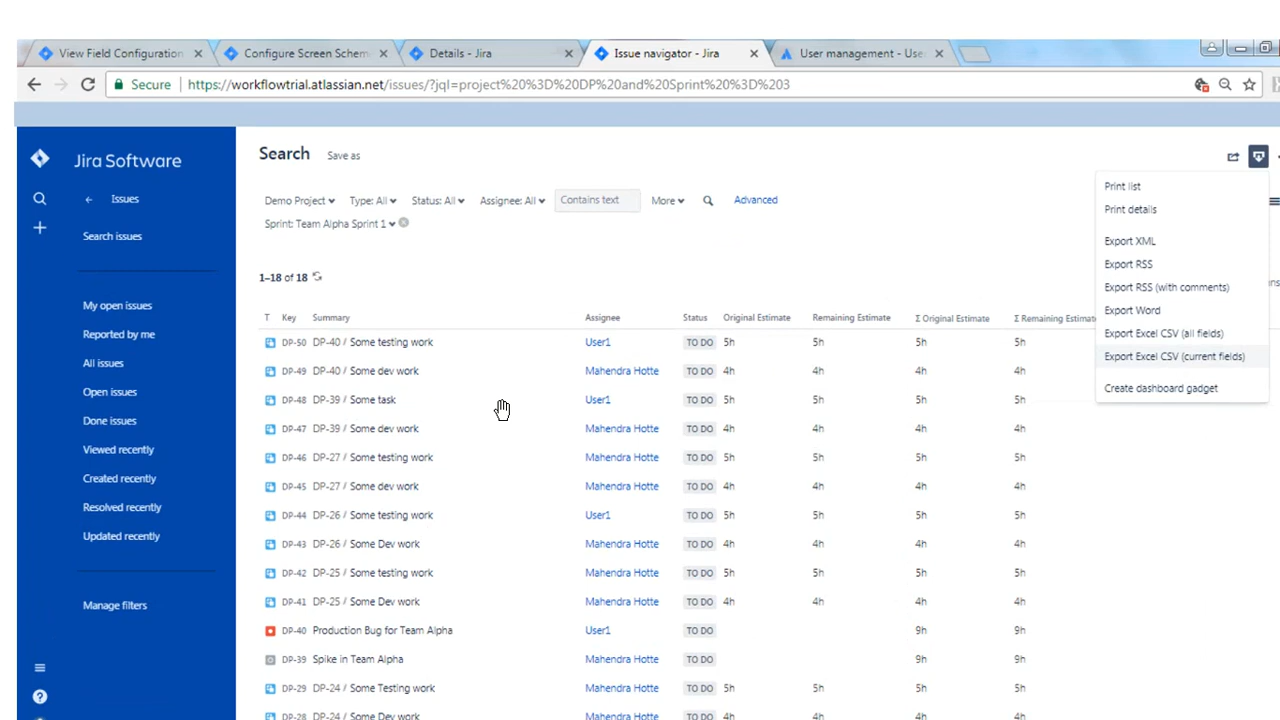 View Field Configuration
Configure Screen Schem
Details - Jira
Issue navigator - Jira
User management - Use
Secure
https://workflowtrial.atlassian.net/issues/?jql=project%20%3D%20DP%20and%20Sprint%20%3D%203
Jira Software
Issues
Search issues
My open issues
Reported by me
All issues
Open issues
Done issues
Viewed recently
Created recently
Resolved recently
Updated recently
Manage filters
Search Save as
Demo Project Type: All Status: All Assignee: All Contains text More Advanced
Sprint: Team Alpha Sprint 1
1–18 of 18
T Key Summary Assignee Status Original Estimate Remaining Estimate Σ Original Estimate Σ Remaining Estimate
DP-50 DP-40 / Some testing work User1 TO DO 5h 5h 5h 5h
DP-49 DP-40 / Some dev work Mahendra Hotte TO DO 4h 4h 4h 4h
DP-48 DP-39 / Some task User1 TO DO 5h 5h 5h 5h
DP-47 DP-39 / Some dev work Mahendra Hotte TO DO 4h 4h 4h 4h
DP-46 DP-27 / Some testing work Mahendra Hotte TO DO 5h 5h 5h 5h
DP-45 DP-27 / Some dev work Mahendra Hotte TO DO 4h 4h 4h 4h
DP-44 DP-26 / Some testing work User1 TO DO 5h 5h 5h 5h
DP-43 DP-26 / Some Dev work Mahendra Hotte TO DO 4h 4h 4h 4h
DP-42 DP-25 / Some testing work Mahendra Hotte TO DO 5h 5h 5h 5h
DP-41 DP-25 / Some Dev work Mahendra Hotte TO DO 4h 4h 4h 4h
DP-40 Production Bug for Team Alpha User1 TO DO 9h 9h
DP-39 Spike in Team Alpha Mahendra Hotte TO DO 9h 9h
DP-29 DP-24 / Some Testing work Mahendra Hotte TO DO 5h 5h 5h 5h
DP-28 DP-24 / Some Dev work Mahendra Hotte TO DO 4h 4h 4h 4h
Print list
Print details
Export XML
Export RSS
Export RSS (with comments)
Export Word
Export Excel CSV (all fields)
Export Excel CSV (current fields)
Create dashboard gadget